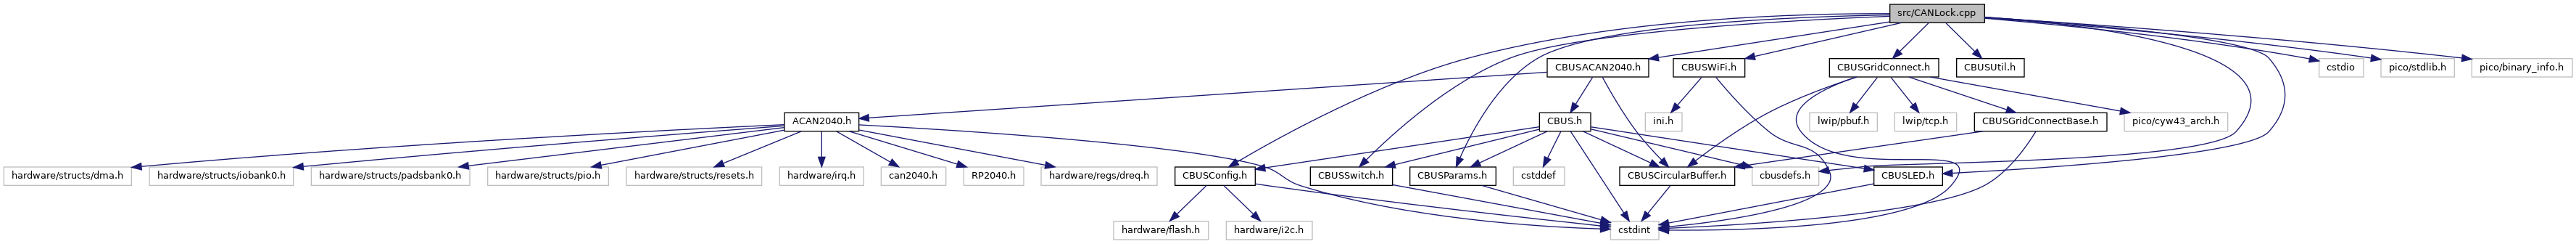 src/CANLock.cpp
CBUSACAN2040.h
CBUSWiFi.h
CBUSGridConnect.h
CBUSUtil.h
cstdio
pico/stdlib.h
pico/binary_info.h
ACAN2040.h
CBUS.h
ini.h
lwip/pbuf.h
lwip/tcp.h
CBUSGridConnectBase.h
pico/cyw43_arch.h
hardware/structs/dma.h
hardware/structs/iobank0.h
hardware/structs/padsbank0.h
hardware/structs/pio.h
hardware/structs/resets.h
hardware/irq.h
can2040.h
RP2040.h
hardware/regs/dreq.h
CBUSConfig.h
CBUSSwitch.h
CBUSParams.h
cstddef
CBUSCircularBuffer.h
cbusdefs.h
CBUSLED.h
hardware/flash.h
hardware/i2c.h
cstdint